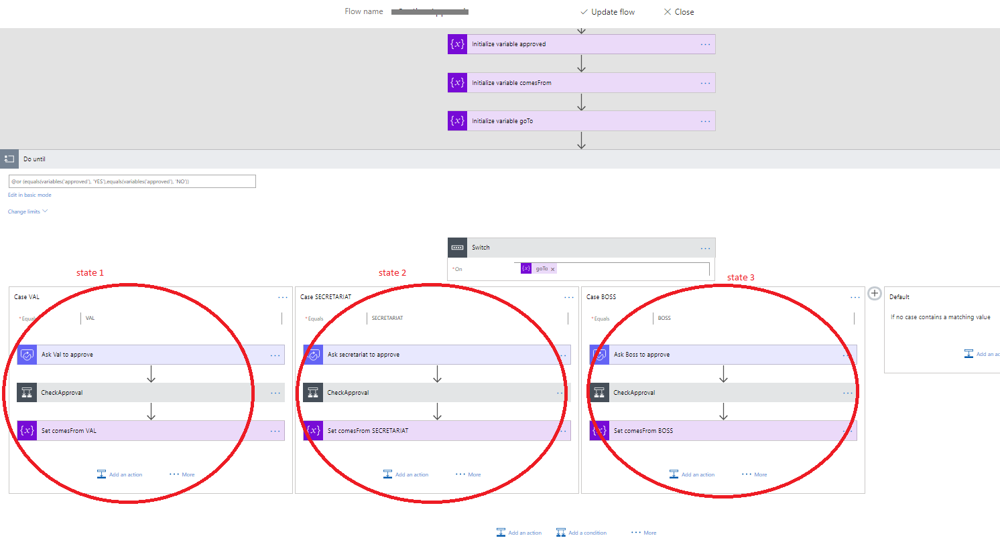 Flow name
Update flow
Close
Initialize variable approved
Initialize variable comesFrom
Initialize variable goTo
Do until
@or (equals(variables('approved'), 'YES'),equals(variables('approved'), 'NO'))
Edit in basic mode
Change limits
Switch
*On
goTo x
state 1
state 2
state 3
Case VAL
*Equals
VAL
Ask Val to approve
CheckApproval
{x} Set comesFrom VAL
Add an action
More
Case SECRETARIAT
*Equals
SECRETARIAT
Ask secretariat to approve
CheckApproval
{x} Set comesFrom SECRETARIAT
Add an action
More
Case BOSS
*Equals
BOSS
Ask Boss to approve
CheckApproval
{x} Set comesFrom BOSS
Add an action
More
Default
If no case contains a matching value
Add an ac
Add an action
Add a condition
More